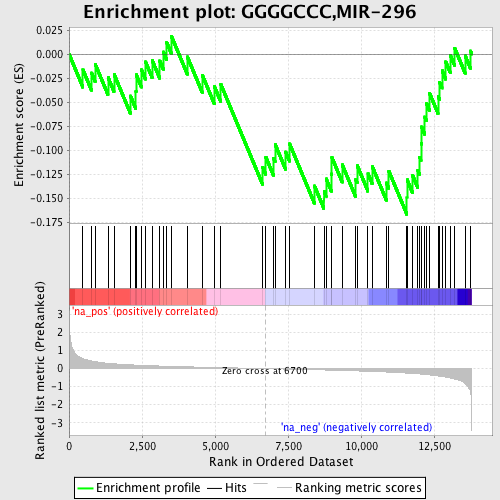 Enrichment plot: GGGGCCC,MIR-296
Enrichment score (ES)
0.025
0.000
-0.025
-0.050
-0.075
-0.100
-0.125
-0.150
-0.175
Ranked list metric (PreRanked)
'na_pos' (positively correlated)
3
2
1
0
-1
-2
-3
Zero cross at 6700
'na_neg' (negatively correlated)
0
2,500
5,000
7,500
10,000
12,500
Rank in Ordered Dataset
Enrichment profile
Hits
Ranking metric scores